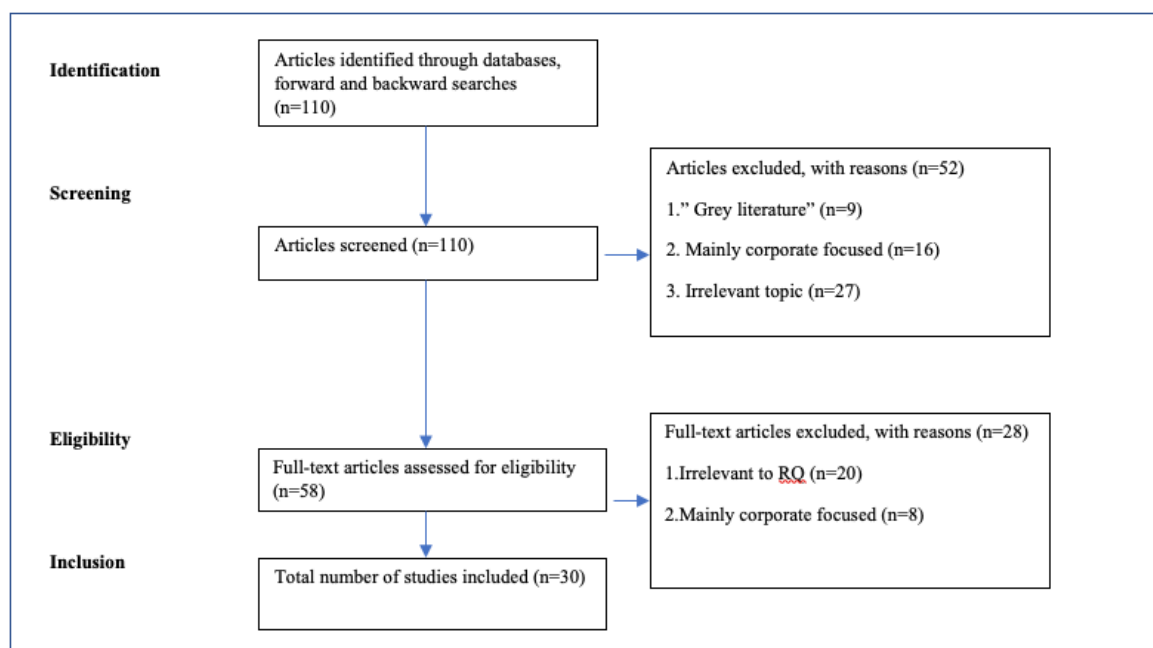 Identification
Articles identified through databases,
forward and backward searches
(n=110)
Screening
Articles screened (n=110)
Articles excluded, with reasons (n=52)
1.” Grey literature” (n=9)
2. Mainly corporate focused (n=16)
3. Irrelevant topic (n=27)
Eligibility
Full-text articles assessed for eligibility
(n=58)
Full-text articles excluded, with reasons (n=28)
1.Irrelevant to RQ (n=20)
2.Mainly corporate focused (n=8)
Inclusion
Total number of studies included (n=30)